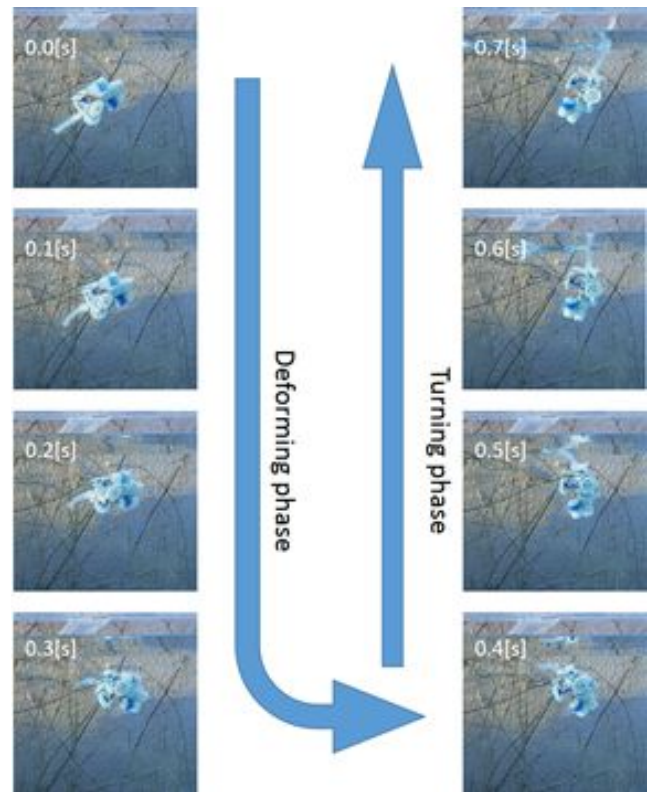 0.0[s]
0.1[s]
0.2[s]
0.3[s]
Deforming phase
Turning phase
0.7[s]
0.6[s]
0.5[s]
0.4[s]